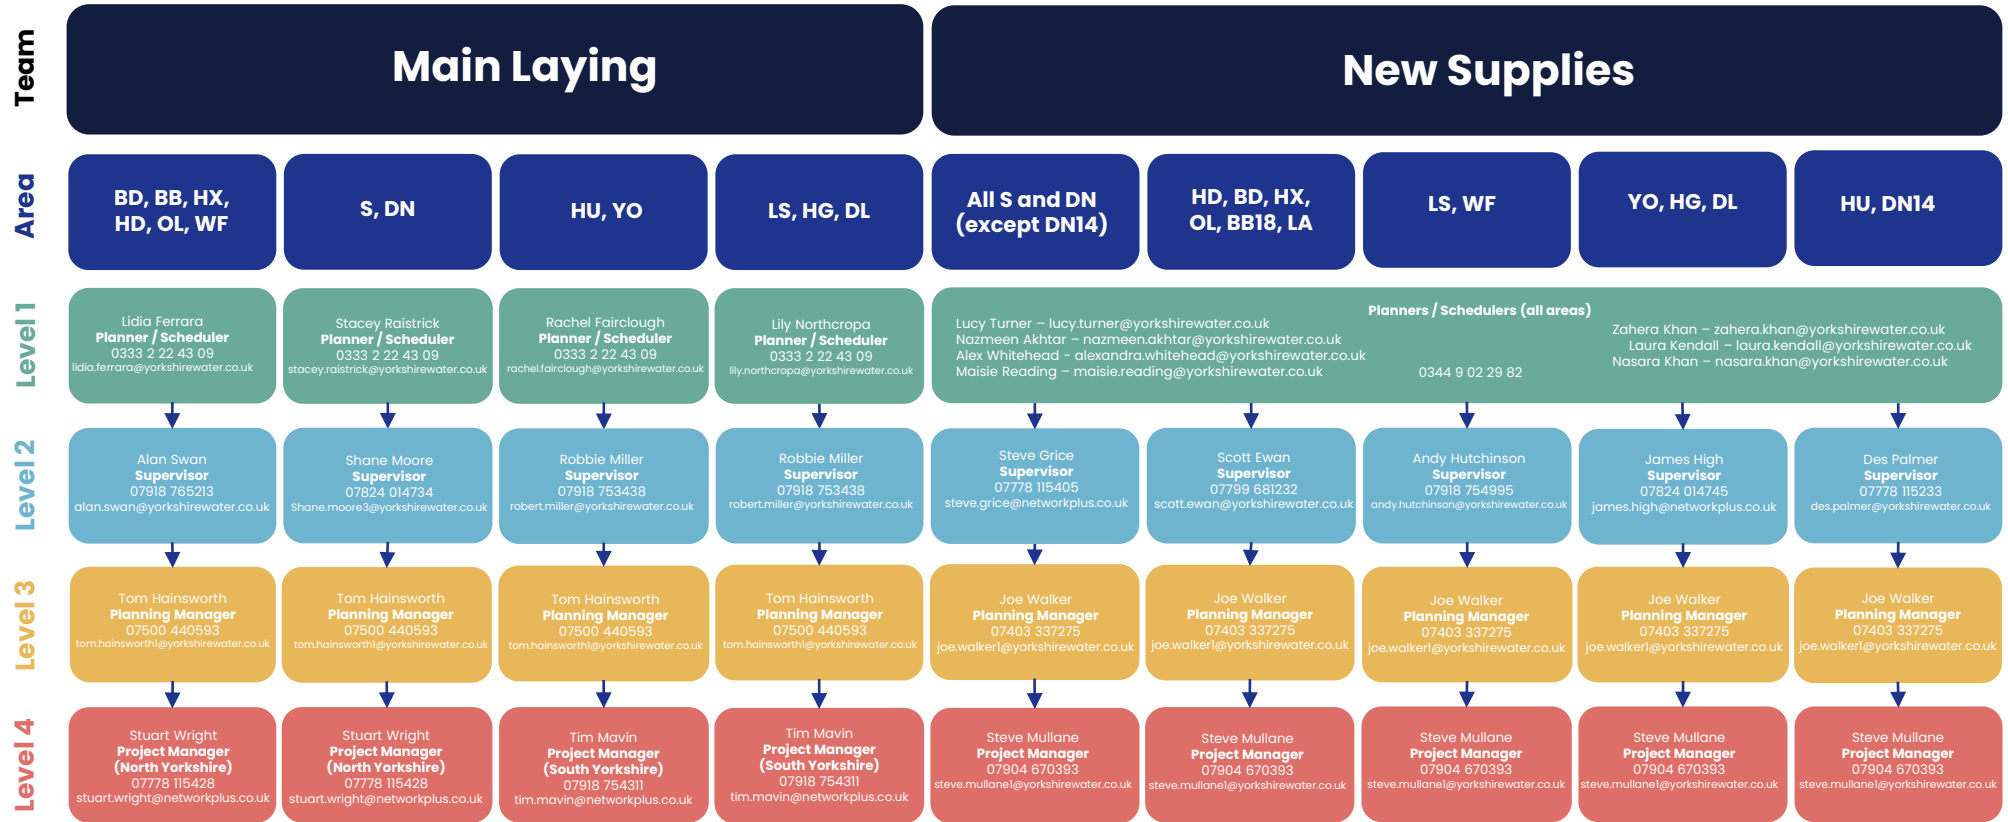 Team
Main Laying
New Supplies
Area
BD, BB, HX,
HD, OL, WF
S, DN
HU, YO
LS, HG, DL
All S and DN
(except DN14)
HD, BD, HX,
OL, BB18, LA
LS, WF
YO, HG, DL
HU, DN14
Level 1
Lidia Ferrara
Planner / Scheduler
0333 2 22 43 09
lidia.ferrara@yorkshirewater.co.uk
Stacey Raistrick
Planner / Scheduler
0333 2 22 43 09
stacey.raistrick@yorkshirewater.co.uk
Rachel Fairclough
Planner / Scheduler
0333 2 22 43 09
rachel.fairclough@yorkshirewater.co.uk
Lily Northcropa
Planner / Scheduler
0333 2 22 43 09
lily.northcropa@yorkshirewater.co.uk
Planners / Schedulers (all areas)
Lucy Turner – lucy.turner@yorkshirewater.co.uk
Nazmeen Akhtar – nazmeen.akhtar@yorkshirewater.co.uk
Alex Whitehead - alexandra.whitehead@yorkshirewater.co.uk
Maisie Reading – maisie.reading@yorkshirewater.co.uk
0344 9 02 29 82
Zahera Khan – zahera.khan@yorkshirewater.co.uk
Laura Kendall – laura.kendall@yorkshirewater.co.uk
Nasara Khan – nasara.khan@yorkshirewater.co.uk
Level 2
Alan Swan
Supervisor
07918 765213
alan.swan@yorkshirewater.co.uk
Shane Moore
Supervisor
07824 014734
Shane.moore3@yorkshirewater.co.uk
Robbie Miller
Supervisor
07918 753438
robert.miller@yorkshirewater.co.uk
Robbie Miller
Supervisor
07918 753438
robert.miller@yorkshirewater.co.uk
Steve Grice
Supervisor
07778 115405
steve.grice@networkplus.co.uk
Scott Ewan
Supervisor
07799 681232
scott.ewan@yorkshirewater.co.uk
Andy Hutchinson
Supervisor
07918 754995
andy.hutchinson@yorkshirewater.co.uk
James High
Supervisor
07824 014745
james.high@networkplus.co.uk
Des Palmer
Supervisor
07778 115233
des.palmer@yorkshirewater.co.uk
Level 3
Tom Hainsworth
Planning Manager
07500 440593
tom.hainsworth1@yorkshirewater.co.uk
Tom Hainsworth
Planning Manager
07500 440593
tom.hainsworth1@yorkshirewater.co.uk
Tom Hainsworth
Planning Manager
07500 440593
tom.hainsworth1@yorkshirewater.co.uk
Tom Hainsworth
Planning Manager
07500 440593
tom.hainsworth1@yorkshirewater.co.uk
Joe Walker
Planning Manager
07403 337275
joe.walker1@yorkshirewater.co.uk
Joe Walker
Planning Manager
07403 337275
joe.walker1@yorkshirewater.co.uk
Joe Walker
Planning Manager
07403 337275
joe.walker1@yorkshirewater.co.uk
Joe Walker
Planning Manager
07403 337275
joe.walker1@yorkshirewater.co.uk
Joe Walker
Planning Manager
07403 337275
joe.walker1@yorkshirewater.co.uk
Level 4
Stuart Wright
Project Manager
(North Yorkshire)
07778 115428
stuart.wright@networkplus.co.uk
Stuart Wright
Project Manager
(North Yorkshire)
07778 115428
stuart.wright@networkplus.co.uk
Tim Mavin
Project Manager
(South Yorkshire)
07918 754311
tim.mavin@networkplus.co.uk
Tim Mavin
Project Manager
(South Yorkshire)
07918 754311
tim.mavin@networkplus.co.uk
Steve Mullane
Project Manager
07904 670393
steve.mullane1@yorkshirewater.co.uk
Steve Mullane
Project Manager
07904 670393
steve.mullane1@yorkshirewater.co.uk
Steve Mullane
Project Manager
07904 670393
steve.mullane1@yorkshirewater.co.uk
Steve Mullane
Project Manager
07904 670393
steve.mullane1@yorkshirewater.co.uk
Steve Mullane
Project Manager
07904 670393
steve.mullane1@yorkshirewater.co.uk